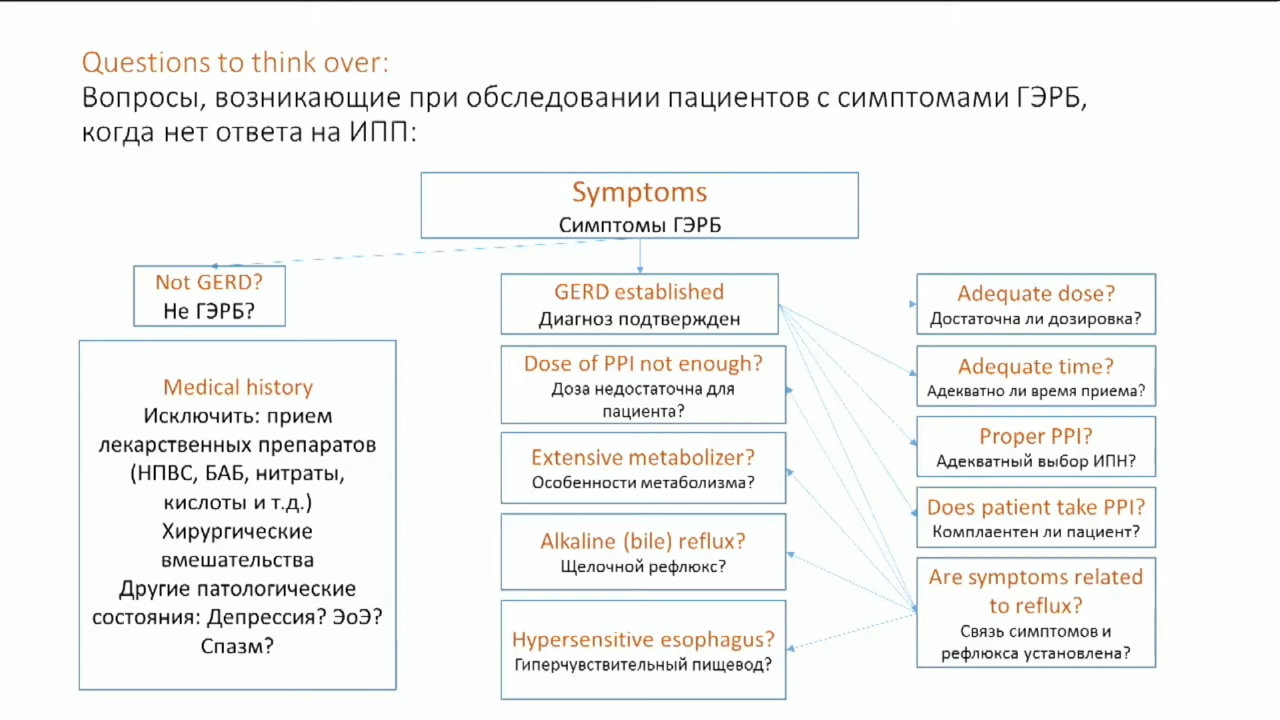 Questions to think over:
Вопросы, возникающие при обследовании пациентов с симптомами ГЭРБ,
когда нет ответа на ИПП:
Symptoms
Симптомы ГЭРБ
Not GERD?
Не ГЭРБ?
Medical history
Исключить: прием
лекарственных препаратов
(НПВС, БАБ, нитраты,
кислоты и т.д.)
Хирургические
вмешательства
Другие патологические
состояния: Депрессия? ЭоЭ?
Спазм?
GERD established
Диагноз подтвержден
Dose of PPI not enough?
Доза недостаточна для
пациента?
Extensive metabolizer?
Особенности метаболизма?
Alkaline (bile) reflux?
Щелочной рефлюкс?
Hypersensitive esophagus?
Гиперчувствительный пищевод?
Adequate dose?
Достаточна ли дозировка?
Adequate time?
Адекватно ли время приема?
Proper PPI?
Адекватный выбор ИПН?
Does patient take PPI?
Комплаентен ли пациент?
Are symptoms related
to reflux?
Связь симптомов и
рефлюкса установлена?